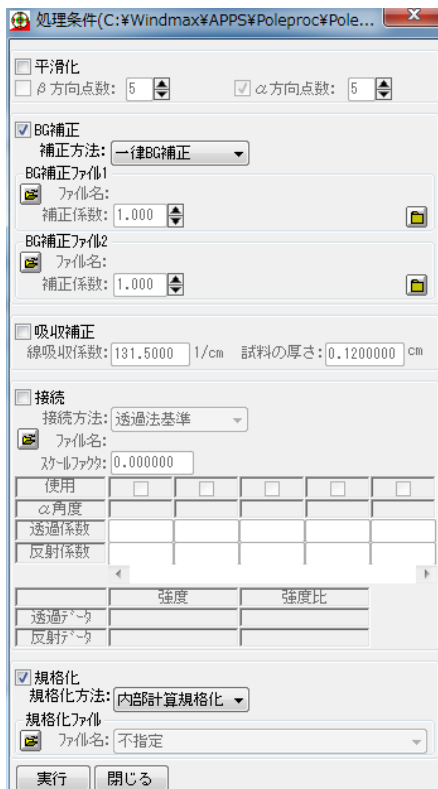 処理条件(C:¥Windmax¥APPS¥Poleproc¥Pole...
平滑化
β方向点数: 5 α方向点数: 5
BG補正
補正方法: 一律BG補正
BG補正ファイル1
ファイル名:
補正係数: 1.000
BG補正ファイル2
ファイル名:
補正係数: 1.000
吸収補正
線吸収係数: 131.5000 1/cm 試料の厚さ: 0.1200000 cm
接続
接続方法: 透過法基準
ファイル名:
スケールファクタ: 0.000000
使用
α角度
透過係数
反射係数
強度 強度比
透過データ
反射データ
規格化
規格化方法: 内部計算規格化
規格化ファイル
ファイル名: 不指定
実行 閉じる